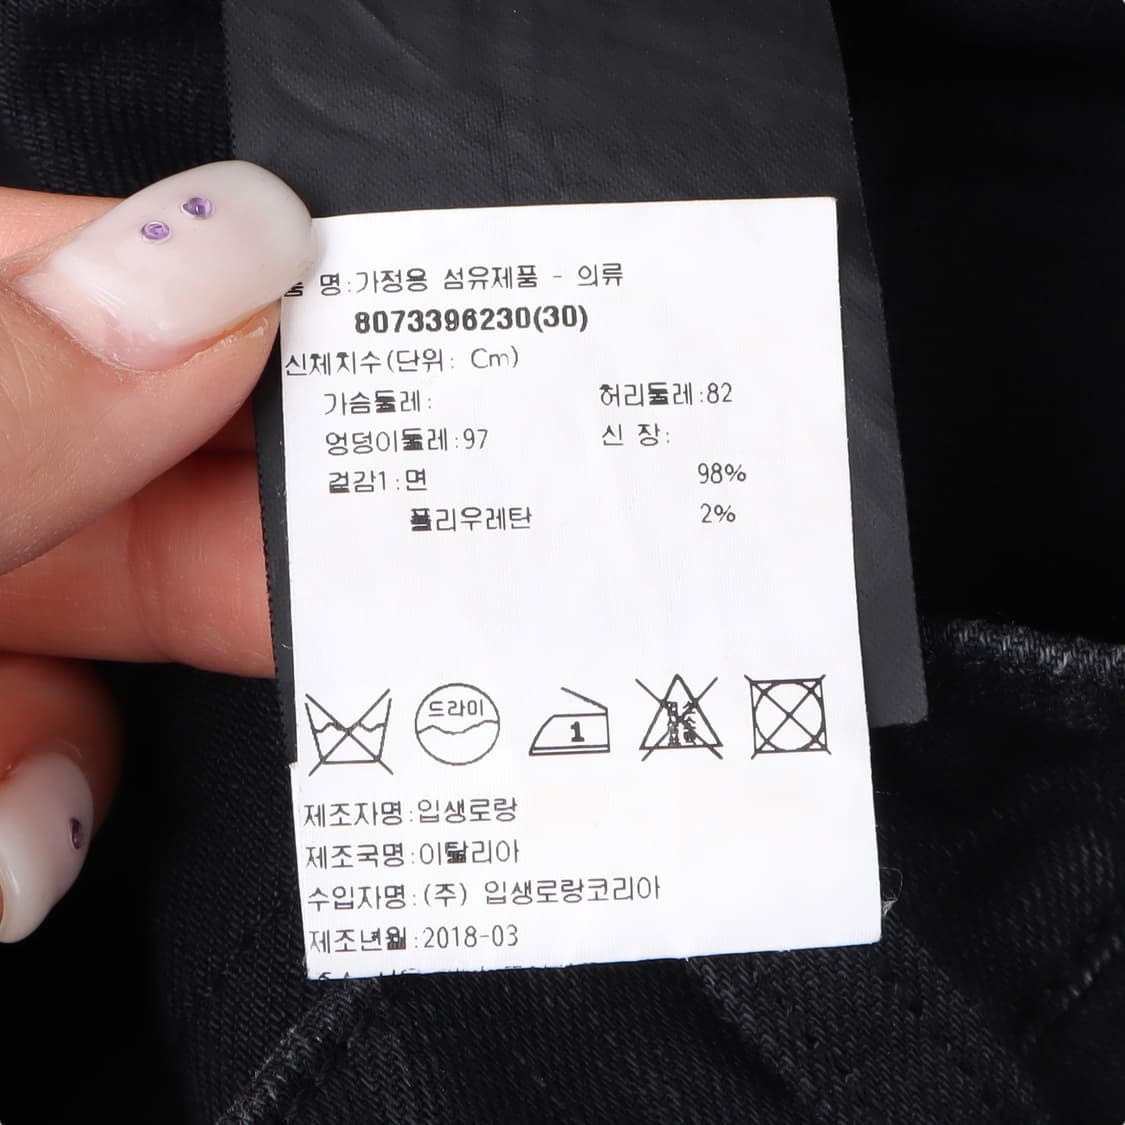 명:가정용 섬유제품 - 의류
8073396230(30)
신체치수(단위: Cm)
가슴둘레: 허리둘레:82
엉덩이둘레:97 신 장:
겉감1:면 98%
폴리우레탄 2%
드라이
1
제조자명:입생로랑
제조국명:이탈리아
수입자명:(주) 입생로랑코리아
제조년월:2018-03